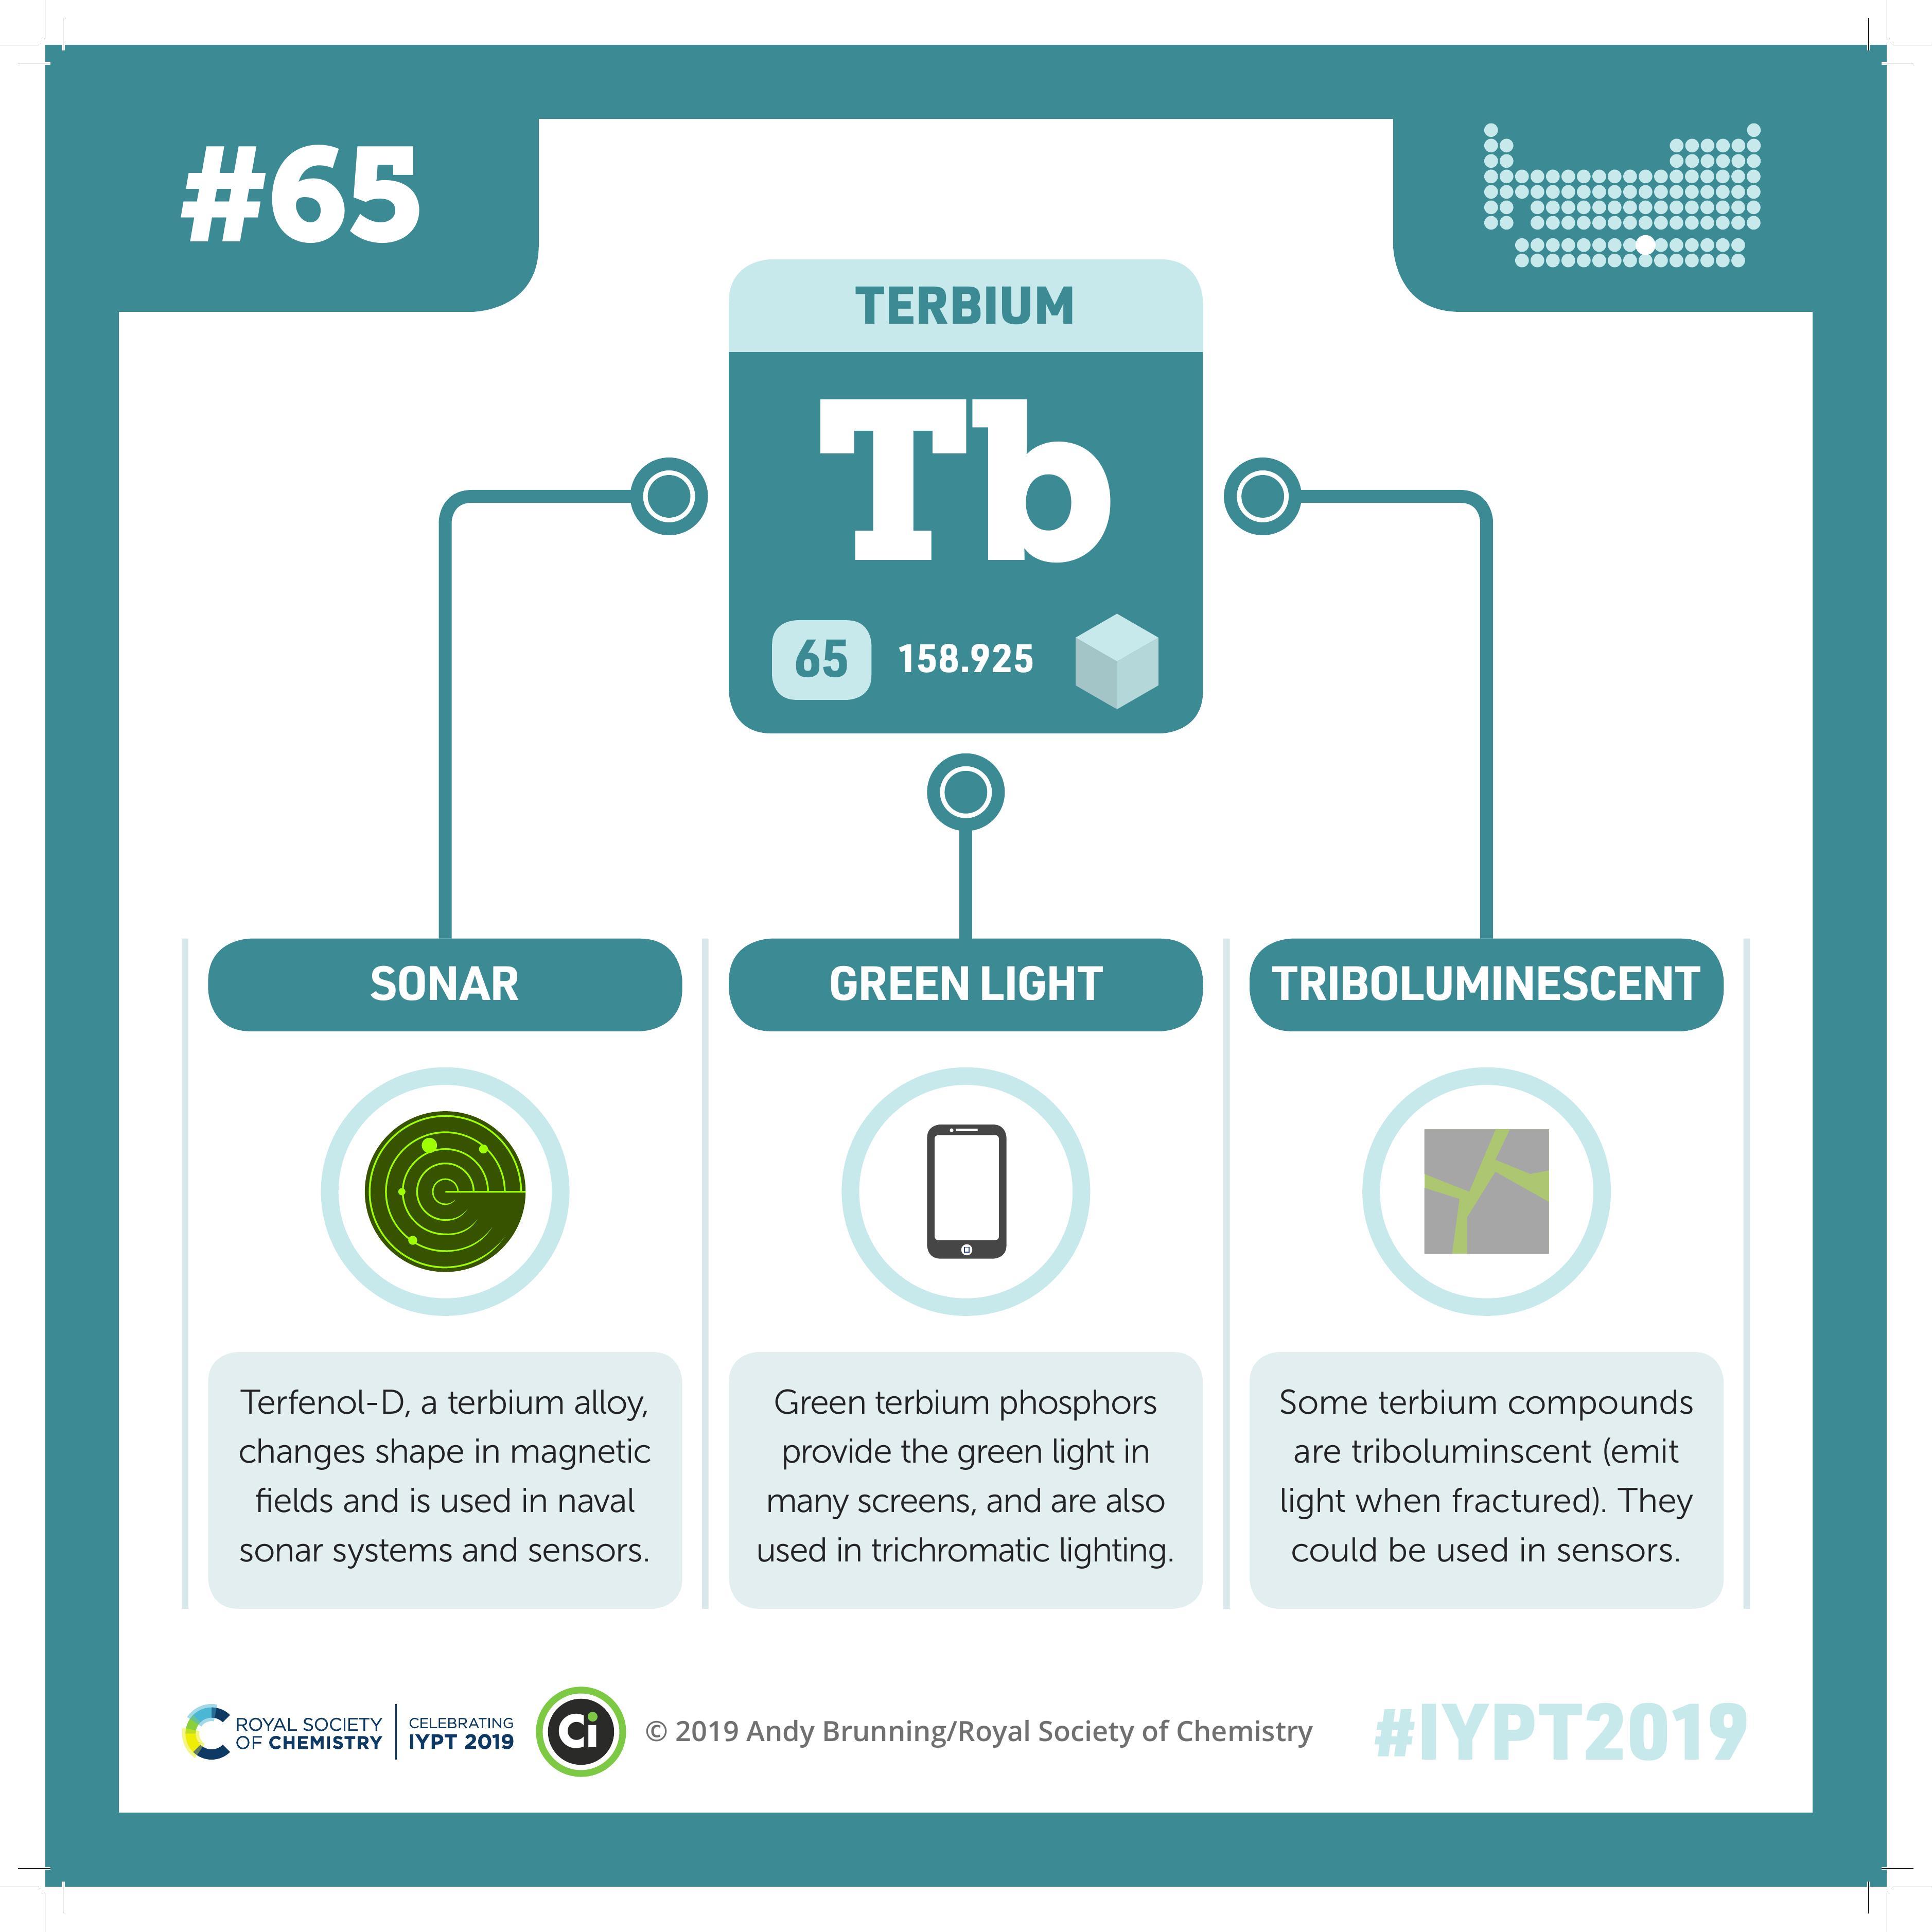 #65
TERBIUM
Tb
65 158.925
SONAR
GREEN LIGHT
TRIBOLUMINESCENT
Terfenol-D, a terbium alloy,
changes shape in magnetic
fields and is used in naval
sonar systems and sensors.
Green terbium phosphors
provide the green light in
many screens, and are also
used in trichromatic lighting.
Some terbium compounds
are triboluminscent (emit
light when fractured). They
could be used in sensors.
ROYAL SOCIETY
OF CHEMISTRY
CELEBRATING
IYPT 2019
Ci
© 2019 Andy Brunning/Royal Society of Chemistry
#IYPT2019